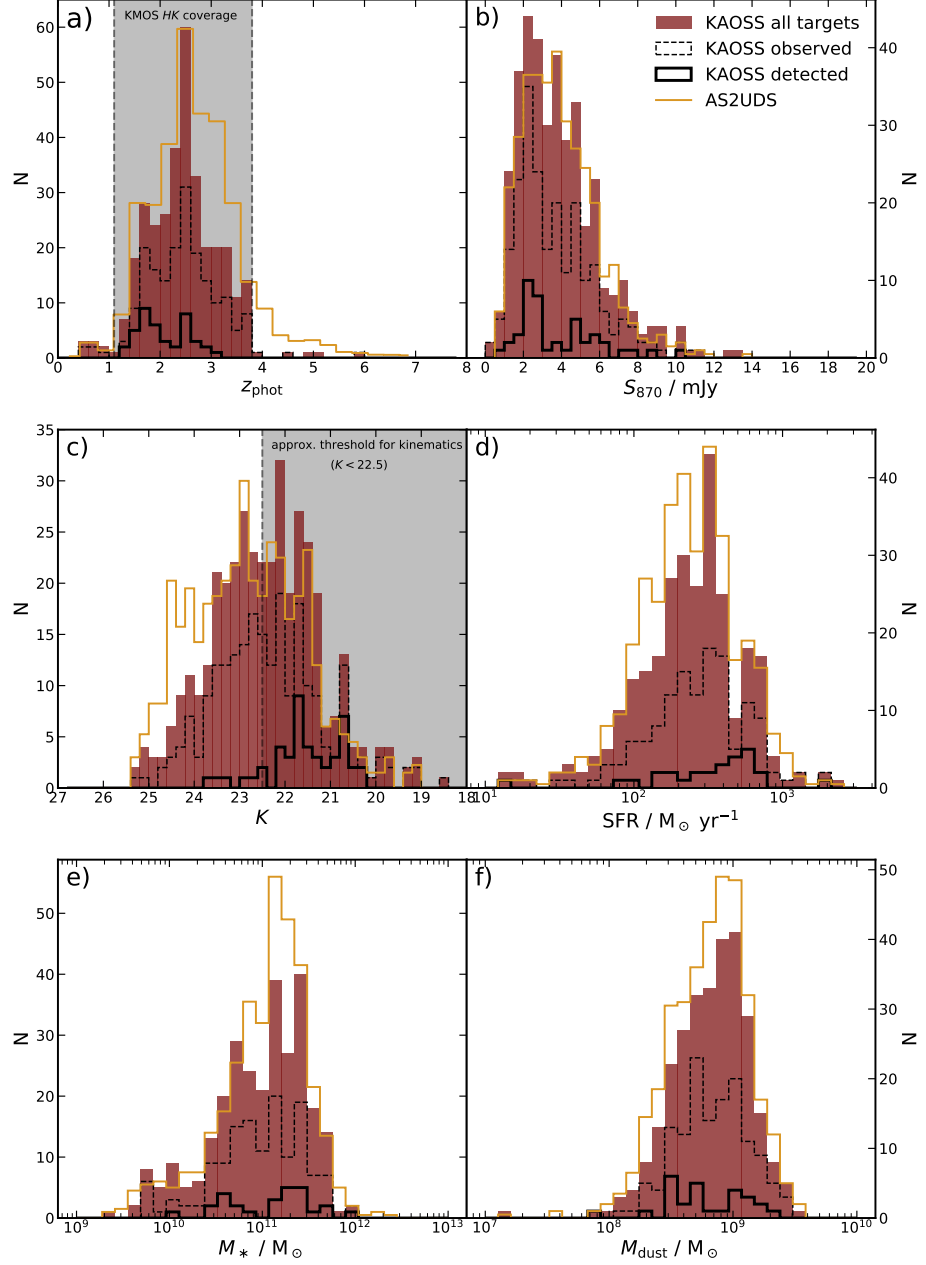 a)
KMOS HK coverage
60
50
40
30
20
10
0
N
0 1 2 3 4 5 6 7 8
z_phot
b)
KAOSS all targets
KAOSS observed
KAOSS detected
AS2UDS
40
30
20
10
0
N
0 2 4 6 8 10 12 14 16 18 20
S_870 / mJy
c)
approx. threshold for kinematics
(K < 22.5)
35
30
25
20
15
10
5
0
N
27 26 25 24 23 22 21 20 19 18
K
d)
40
30
20
10
0
N
10^1 10^2 10^3
SFR / M_⊙ yr^−1
e)
50
40
30
20
10
0
N
10^9 10^10 10^11 10^12 10^13
M_* / M_⊙
f)
50
40
30
20
10
0
N
10^7 10^8 10^9 10^10
M_dust / M_⊙